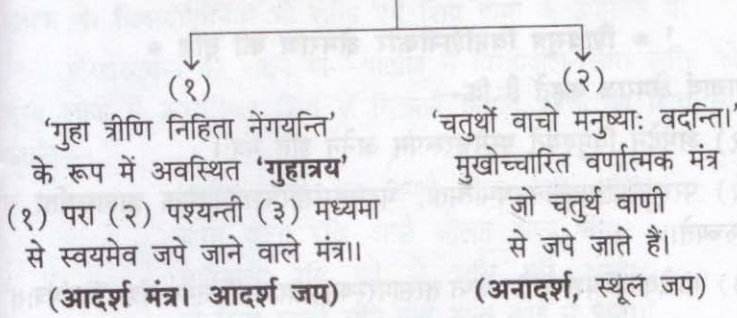 (१)
'गुहा त्रीणि निहिता नेंगयन्ति'
के रूप में अवस्थित 'गुहात्रय'
(१) परा (२) पश्यन्ती (३) मध्यमा
से स्वयमेव जपे जाने वाले मंत्र।।
(आदर्श मंत्र। आदर्श जप)
(२)
'चतुर्थो वाचो मनुष्याः वदन्ति।'
मुखोच्चारित वर्णात्मक मंत्र
जो चतुर्थ वाणी
से जपे जाते है।
(अनादर्श, स्थूल जप)